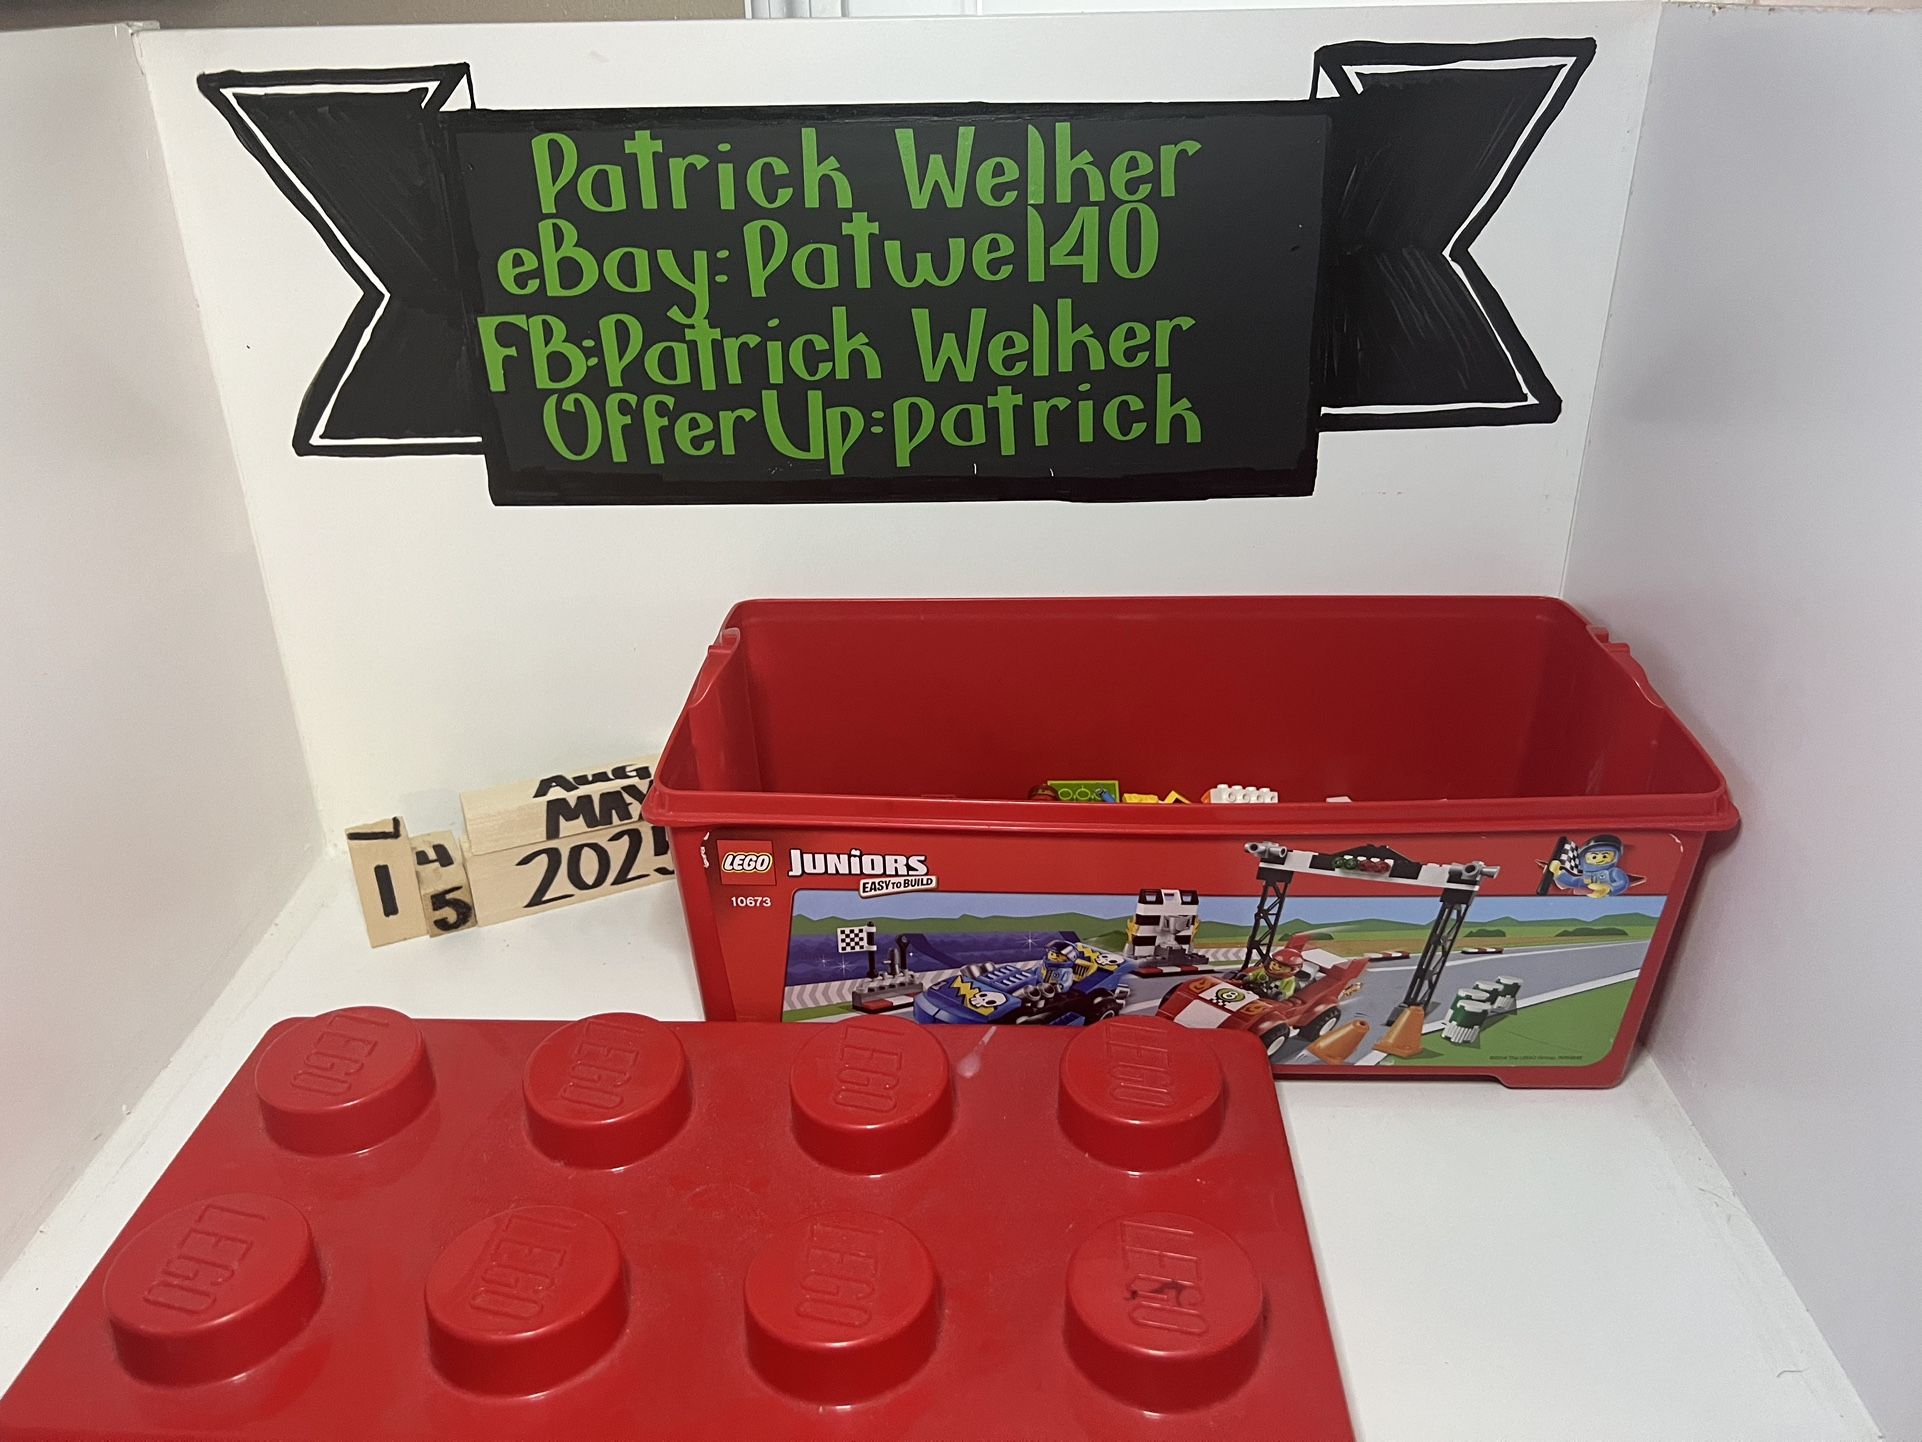 Patrick Welker
eBay:Patwel40
FB:Patrick Welker
OfferUp:patrick
AUG
MAY
2025
1
4
5
LEGO JUNIORS
EASY TO BUILD
10673
LEGO LEGO LEGO LEGO
LEGO LEGO LEGO LEGO